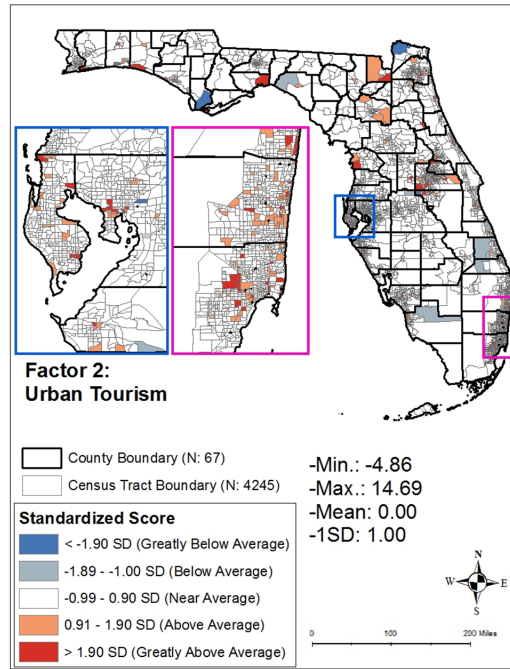 Factor 2:
Urban Tourism
County Boundary (N: 67)
Census Tract Boundary (N: 4245)
-Min.: -4.86
-Max.: 14.69
-Mean: 0.00
-1SD: 1.00
Standardized Score
< -1.90 SD (Greatly Below Average)
-1.89 - -1.00 SD (Below Average)
-0.99 - 0.90 SD (Near Average)
0.91 - 1.90 SD (Above Average)
> 1.90 SD (Greatly Above Average)
N
W E
S
0 100 200 Miles